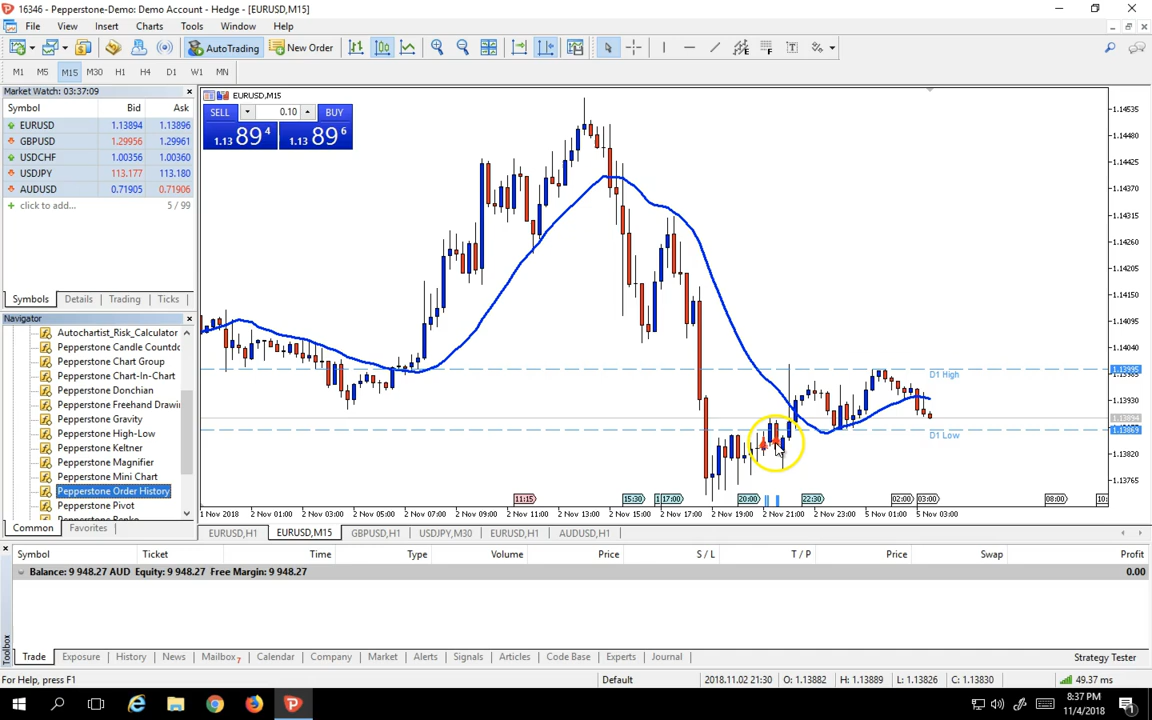 16346 - Pepperstone-Demo: Demo Account - Hedge - [EURUSD,M15]
File View Insert Charts Tools Window Help
AutoTrading New Order
M1 M5 M15 M30 H1 H4 D1 W1 MN
Market Watch: 03:37:09
Symbol Bid Ask
EURUSD 1.13894 1.13896
GBPUSD 1.29956 1.29961
USDCHF 1.00356 1.00360
USDJPY 113.177 113.180
AUDUSD 0.71905 0.71906
click to add... 5 / 99
Symbols Details Trading Ticks
Navigator
Autochartist_Risk_Calculator
Pepperstone Candle Countdo
Pepperstone Chart Group
Pepperstone Chart-In-Chart
Pepperstone Donchian
Pepperstone Freehand Drawin
Pepperstone Gravity
Pepperstone High-Low
Pepperstone Keltner
Pepperstone Magnifier
Pepperstone Mini Chart
Pepperstone Order History
Pepperstone Pivot
Common Favorites
EURUSD,M15
SELL 0.10 BUY
1.13 89 4 1.13 89 6
1.14535
1.14480
1.14425
1.14370
1.14315
1.14260
1.14205
1.14150
1.14095
1.14040
1.13995
D1 High
1.13930
1.13894
1.13869
D1 Low
1.13820
1.13765
11:15 15:30 17:00 20:00 22:30 02:00 03:00 08:00
2 Nov 01:00 2 Nov 03:00 2 Nov 05:00 2 Nov 07:00 2 Nov 09:00 2 Nov 11:00 2 Nov 13:00 2 Nov 15:00 2 Nov 17:00 2 Nov 19:00 2 Nov 21:00 2 Nov 23:00 5 Nov 01:00 5 Nov 03:00
EURUSD,H1 EURUSD,M15 GBPUSD,H1 USDJPY,M30 EURUSD,H1 AUDUSD,H1
Symbol Ticket Time Type Volume Price S / L T / P Price Swap Profit
Balance: 9 948.27 AUD Equity: 9 948.27 Free Margin: 9 948.27 0.00
Toolbox
Trade Exposure History News Mailbox 7 Calendar Company Market Alerts Signals Articles Code Base Experts Journal Strategy Tester
For Help, press F1 Default 2018.11.02 21:30 O: 1.13882 H: 1.13889 L: 1.13826 C: 1.13830 49.37 ms
8:37 PM
11/4/2018